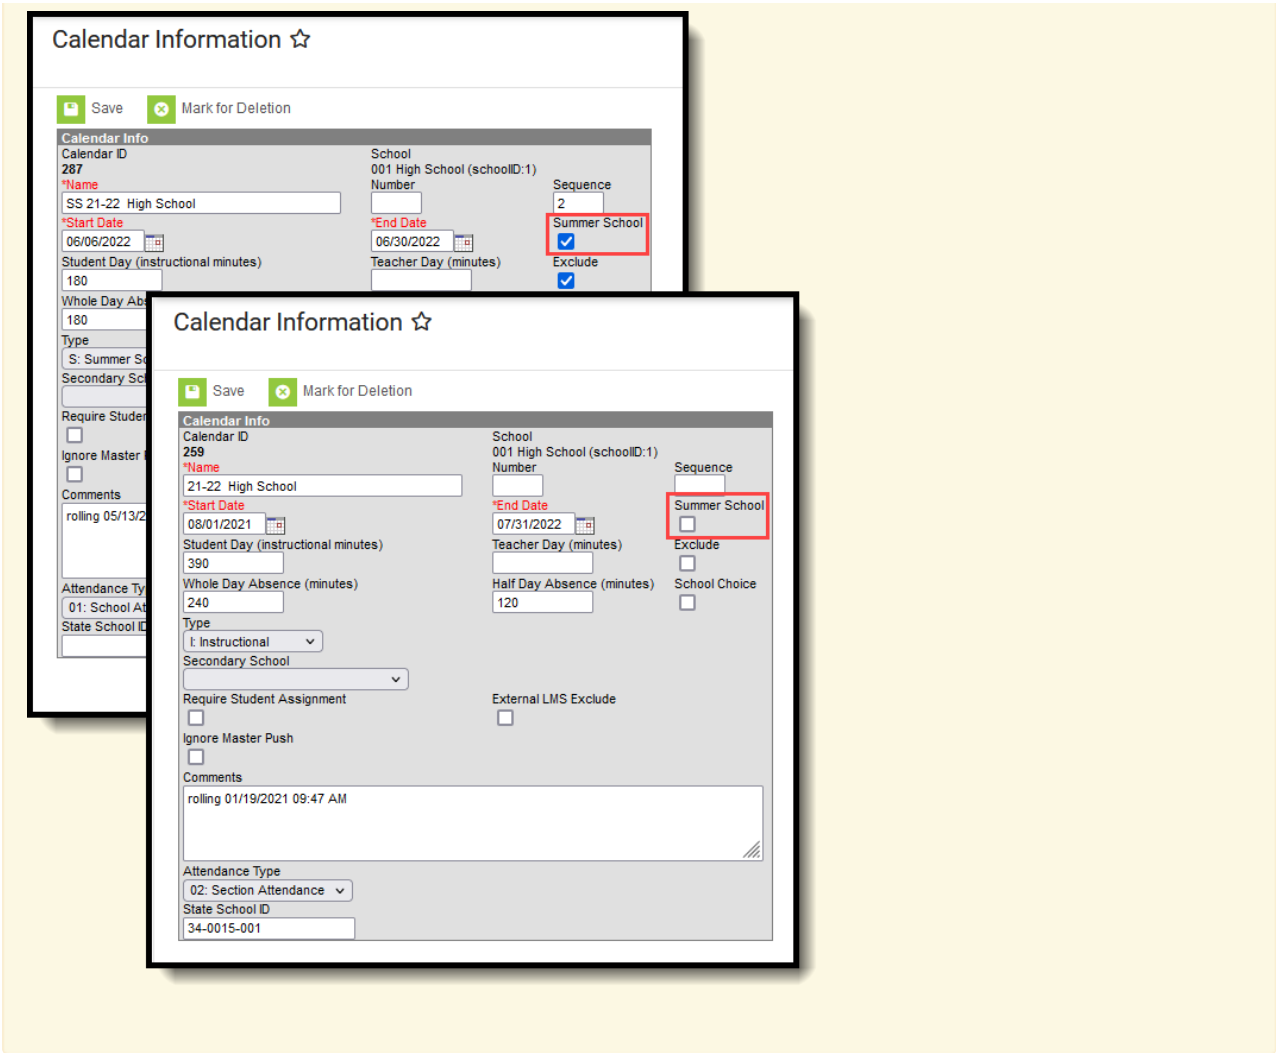 Calendar Information
Save Mark for Deletion
Calendar Info
Calendar ID School
287 001 High School (schoolID:1)
*Name Number Sequence
SS 21-22 High School 2
*Start Date *End Date Summer School
06/06/2022 06/30/2022
Student Day (instructional minutes) Teacher Day (minutes) Exclude
180
Whole Day
180
Type
S: Summer
Secondary
Require
Ignore Master
Comments
rolling
Attendance
01: School
State School ID
Calendar Information
Save Mark for Deletion
Calendar Info
Calendar ID School
259 001 High School (schoolID:1)
*Name Number Sequence
21-22 High School
*Start Date *End Date Summer School
08/01/2021 07/31/2022
Student Day (instructional minutes) Teacher Day (minutes) Exclude
390
Whole Day Absence (minutes) Half Day Absence (minutes) School Choice
240 120
Type
I: Instructional
Secondary School
Require Student Assignment External LMS Exclude
Ignore Master Push
Comments
rolling 01/19/2021 09:47 AM
Attendance Type
02: Section Attendance
State School ID
34-0015-001